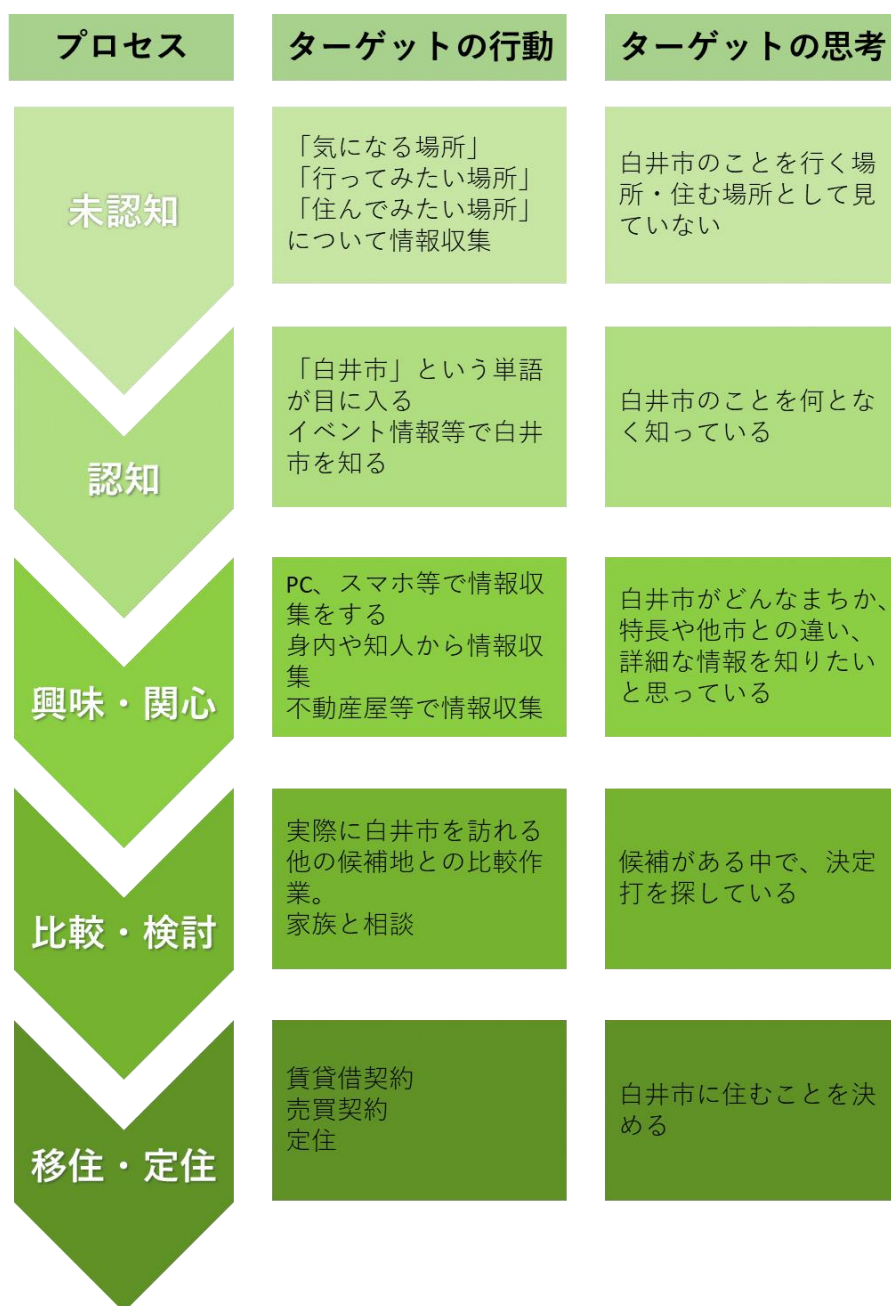 プロセス
ターゲットの行動
ターゲットの思考
未認知
「気になる場所」
「行ってみたい場所」
「住んでみたい場所」
について情報収集
白井市のことを行く場
所・住む場所として見
ていない
認知
「白井市」という単語
が目に入る
イベント情報等で白井
市を知る
白井市のことを何とな
く知っている
興味・関心
PC、スマホ等で情報収
集をする
身内や知人から情報収
集
不動産屋等で情報収集
白井市がどんなまちか、
特長や他市との違い、
詳細な情報を知りたい
と思っている
比較・検討
実際に白井市を訪れる
他の候補地との比較作
業。
家族と相談
候補がある中で、決定
打を探している
移住・定住
賃貸借契約
売買契約
定住
白井市に住むことを決
める